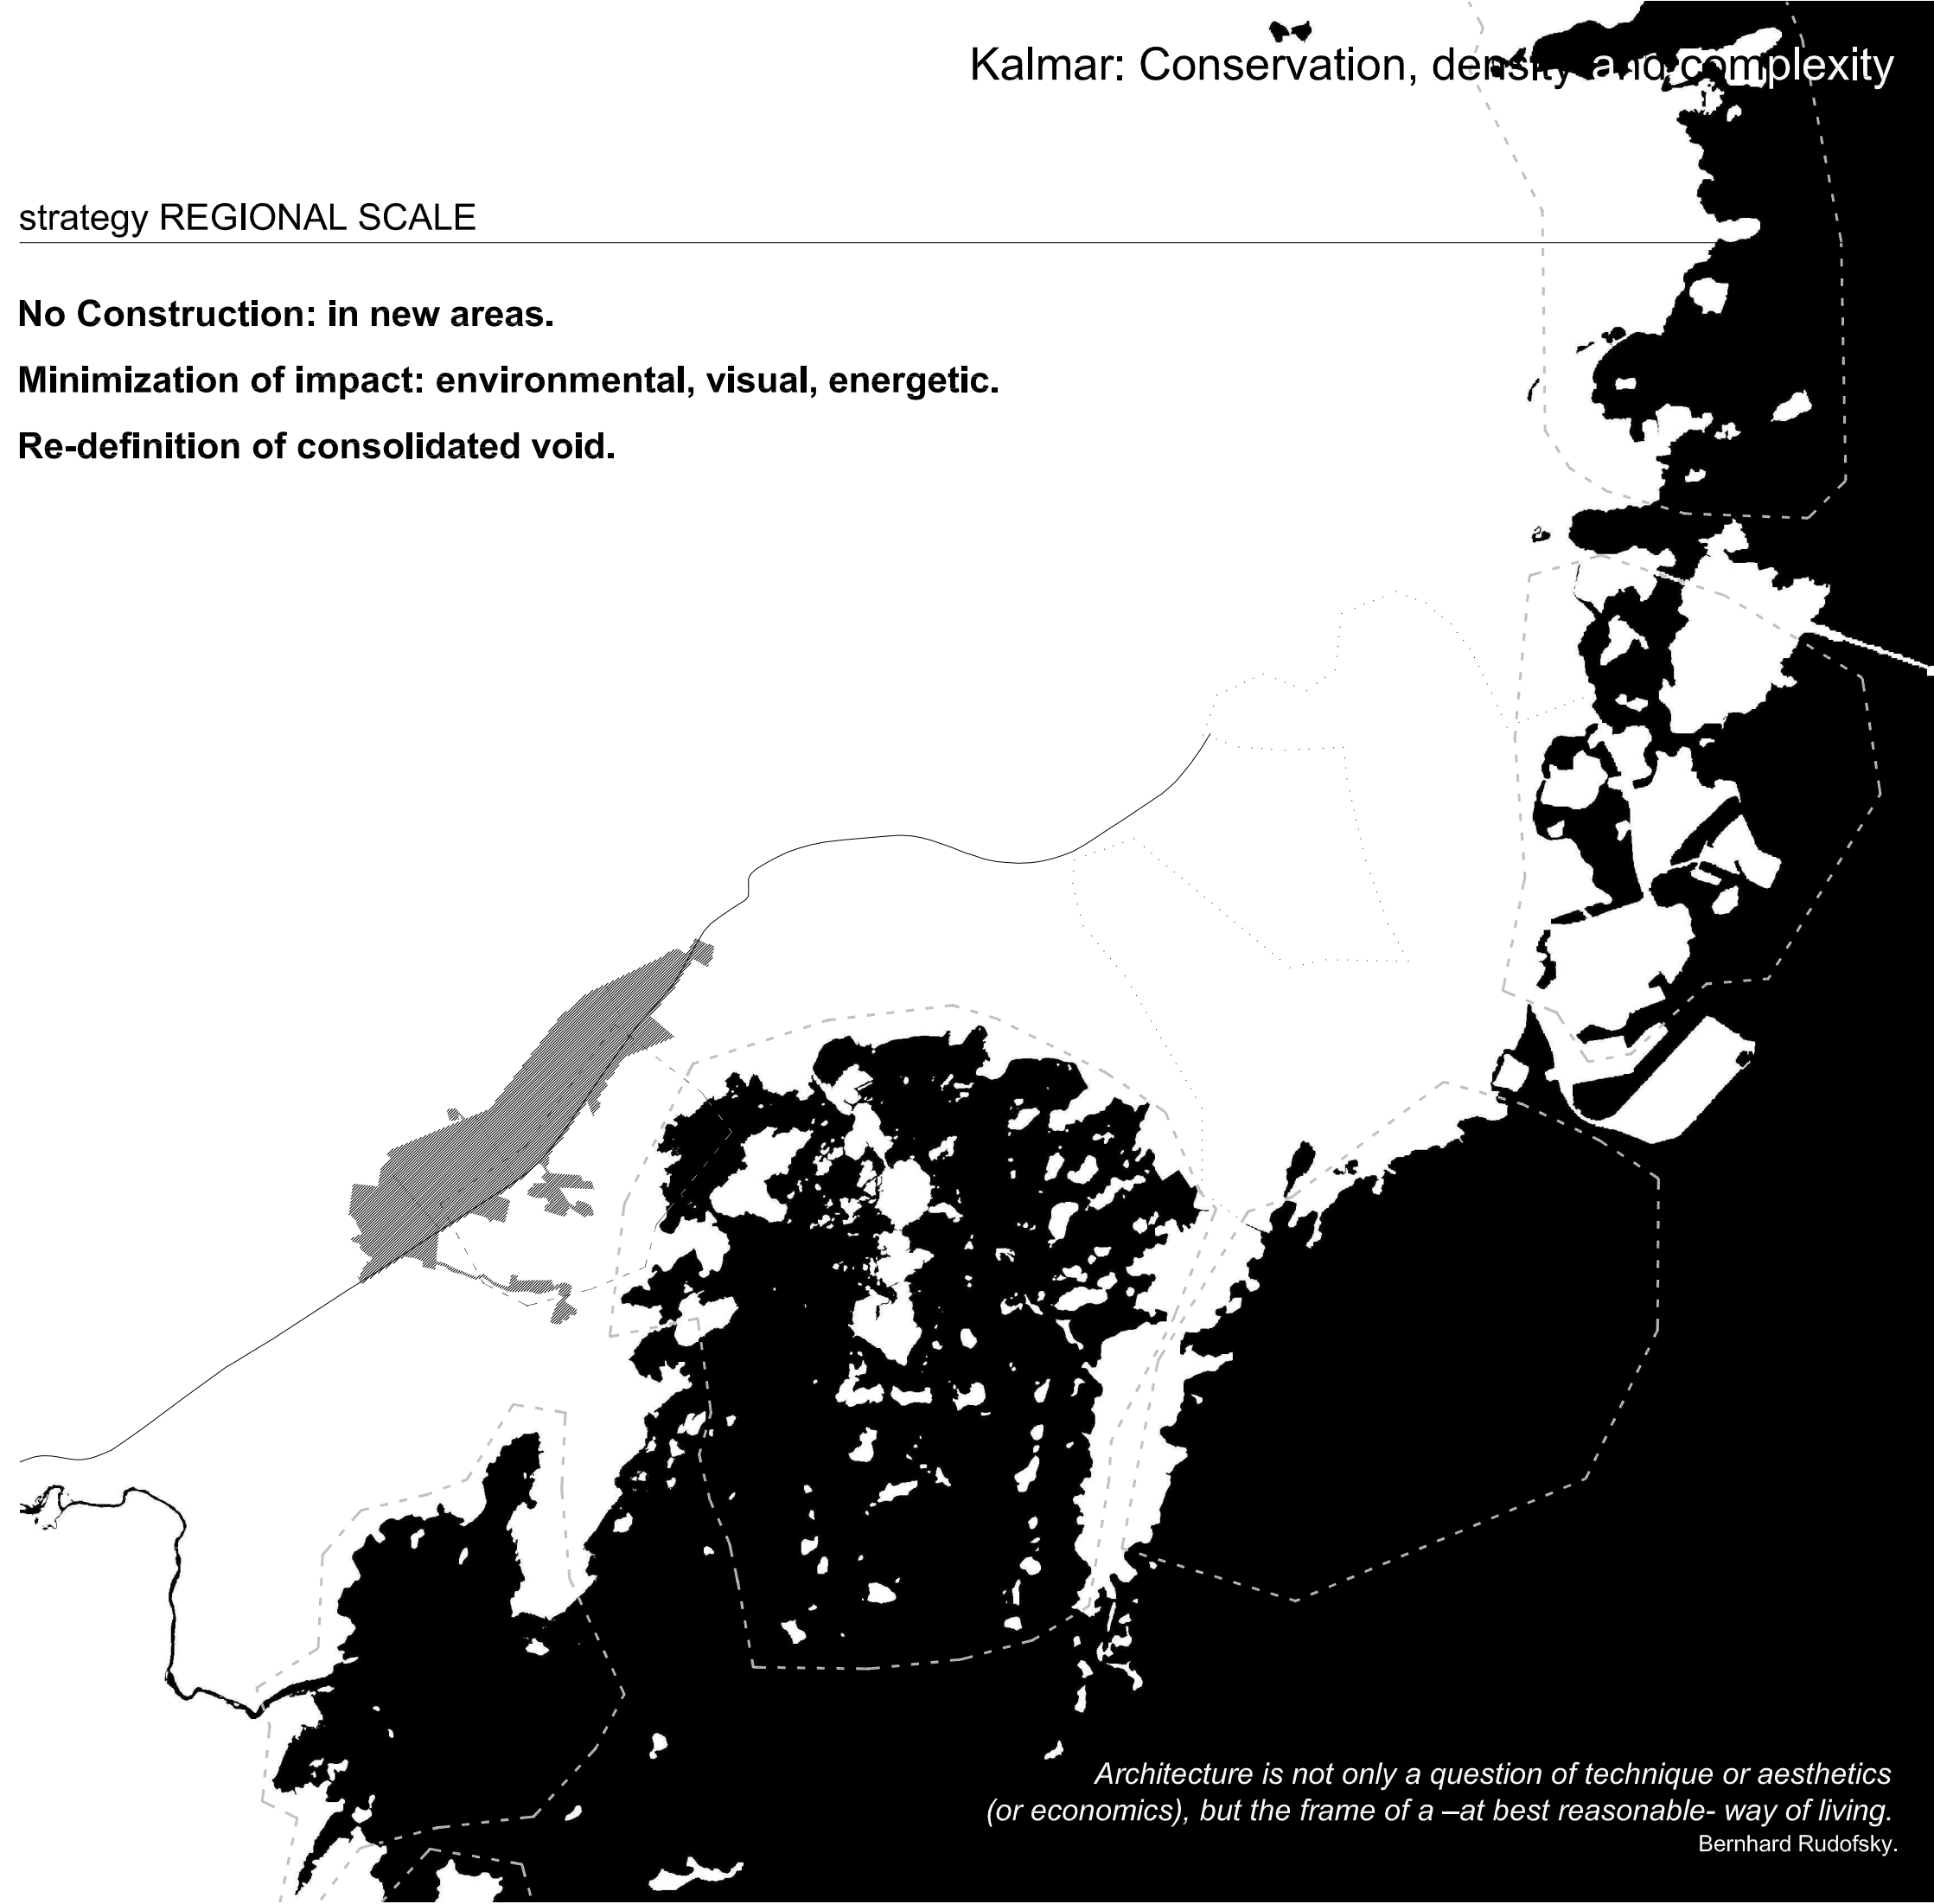 Kalmar: Conservation, density and complexity
strategy REGIONAL SCALE
No Construction: in new areas.
Minimization of impact: environmental, visual, energetic.
Re-definition of consolidated void.
Architecture is not only a question of technique or aesthetics
(or economics), but the frame of a –at best reasonable- way of living.
Bernhard Rudofsky.